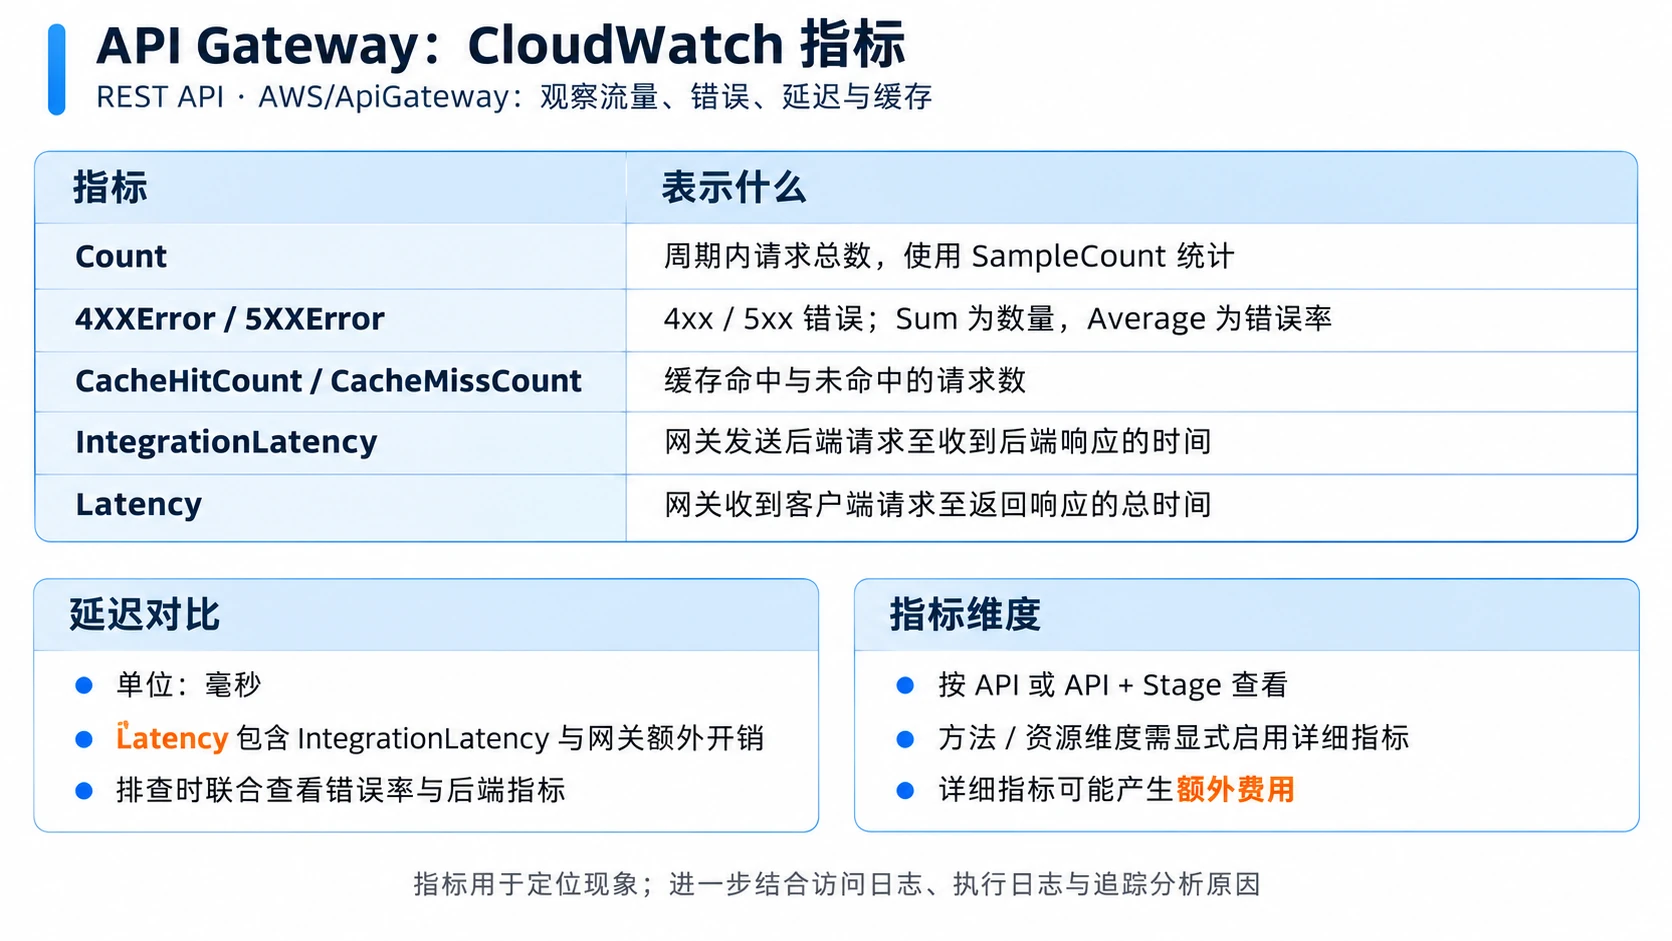 API Gateway：CloudWatch 指标
REST API · AWS/ApiGateway：观察流量、错误、延迟与缓存
指标
表示什么
Count
周期内请求总数，使用 SampleCount 统计
4XXError / 5XXError
4xx / 5xx 错误；Sum 为数量，Average 为错误率
CacheHitCount / CacheMissCount
缓存命中与未命中的请求数
IntegrationLatency
网关发送后端请求至收到后端响应的时间
Latency
网关收到客户端请求至返回响应的总时间
延迟对比
单位：毫秒
Latency 包含 IntegrationLatency 与网关额外开销
排查时联合查看错误率与后端指标
指标维度
按 API 或 API + Stage 查看
方法 / 资源维度需显式启用详细指标
详细指标可能产生额外费用
指标用于定位现象；进一步结合访问日志、执行日志与追踪分析原因